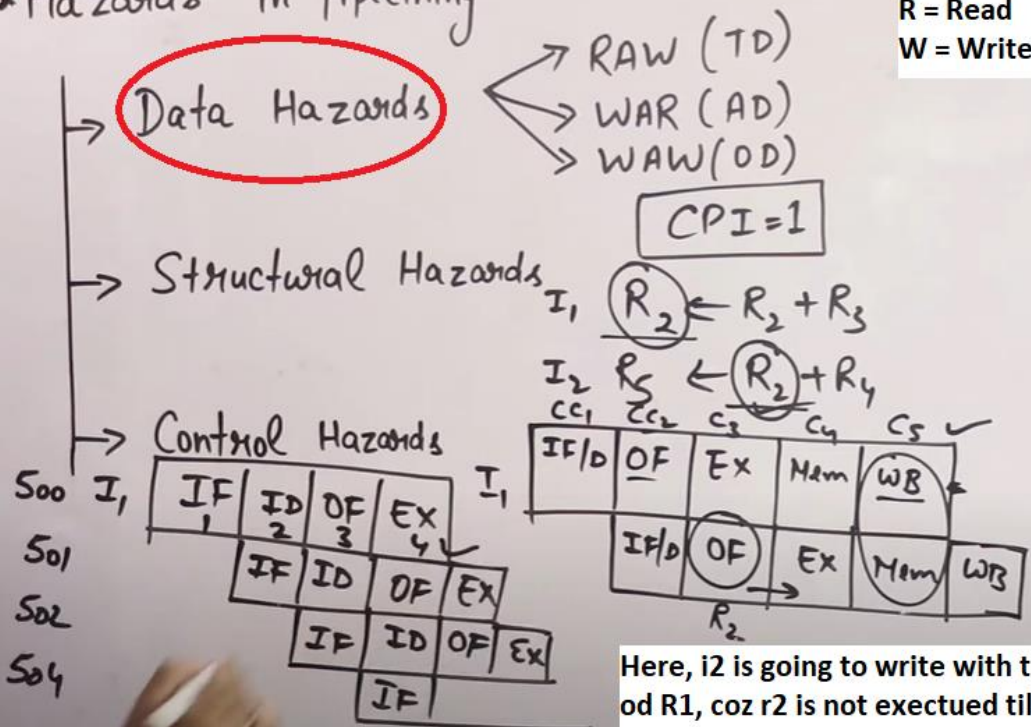 Hazards in Pipelining
R = Read
W = Write
→ Data Hazards
→ RAW (TD)
→ WAR (AD)
→ WAW (OD)
CPI = 1
→ Structural Hazards
I1 R2 ← R2 + R3
I2 R5 ← R2 + R4
→ Control Hazards
CC1 CC2 C3 C4 C5 ✓
I1 IF/D OF EX Mem WB
IF/D OF → EX Mem WB
R2
500 I1 IF 1 ID 2 OF 3 EX 4 ✓
501 IF ID OF EX
502 IF ID OF EX
504 IF
Here, i2 is going to write with
od R1, coz r2 is not exectued